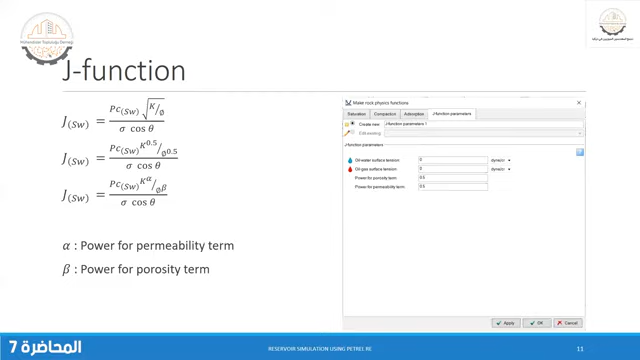 Muhendisler Topluluğu Derneği
J-function
J(Sw) = Pc(Sw) √K/∅ / σ cos θ
J(Sw) = Pc(Sw) K^0.5/∅^0.5 / σ cos θ
J(Sw) = Pc(Sw) K^α/∅^β / σ cos θ
α : Power for permeability term
β : Power for porosity term
Make rock physics functions
Saturation Compaction Adsorption J-function parameters
Create new: J-function parameters 1
Edit existing:
J-function parameters
Oil-water surface tension 0 dyne/cm
Oil-gas surface tension 0 dyne/cm
Power for porosity term 0.5
Power for permeability term 0.5
Apply OK Cancel
المحاضرة 7
RESERVOIR SIMULATION USING PETREL RE
11